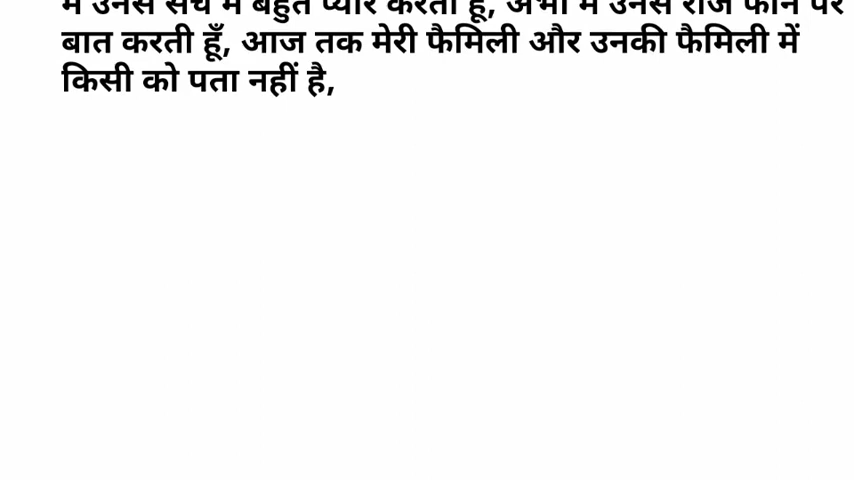 में उनसे सच में बहुत प्यार करती हूँ, अभी मैं उनसे रोज फोन पर
बात करती हूँ, आज तक मेरी फैमिली और उनकी फैमिली में
किसी को पता नहीं है,